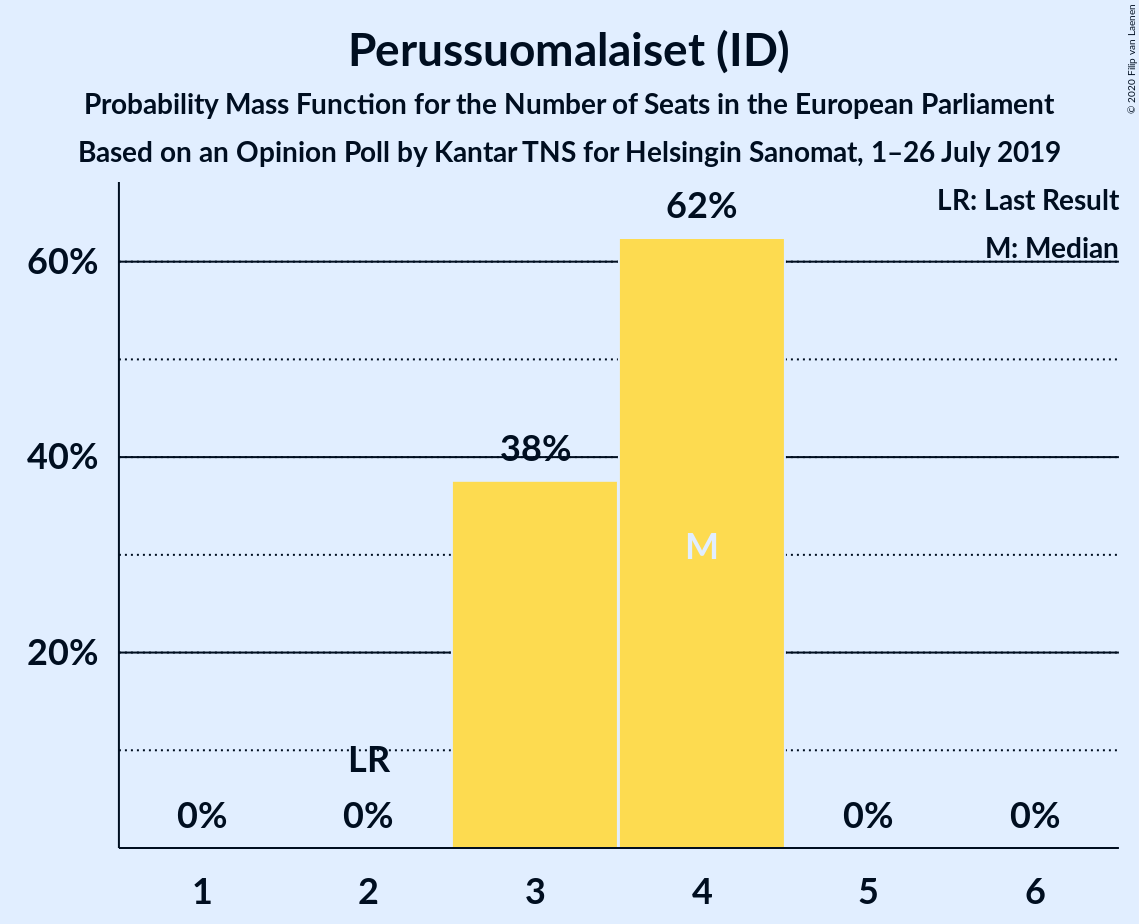 Perussuomalaiset (ID)
Probability Mass Function for the Number of Seats in the European Parliament
Based on an Opinion Poll by Kantar TNS for Helsingin Sanomat, 1–26 July 2019
© 2020 Filip van Laenen
LR: Last Result
M: Median
62%
60%
38%
40%
M
20%
LR
0% 0% 0% 0%
1 2 3 4 5 6